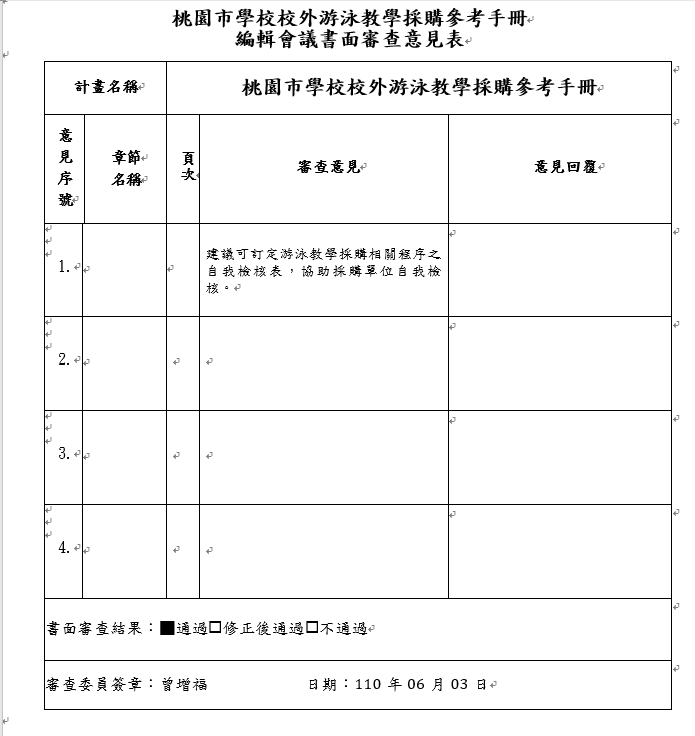 桃園市學校校外游泳教學採購參考手冊
編輯會議書面審查意見表
計畫名稱
桃園市學校校外游泳教學採購參考手冊
意見序號
章節
名稱
頁次
審查意見
意見回覆
1.
建議可訂定游泳教學採購相關程序之
自我檢核表，協助採購單位自我檢
核。
2.
3.
4.
書面審查結果：■通過□修正後通過□不通過
審查委員簽章：曾增福 日期：110 年 06 月 03 日